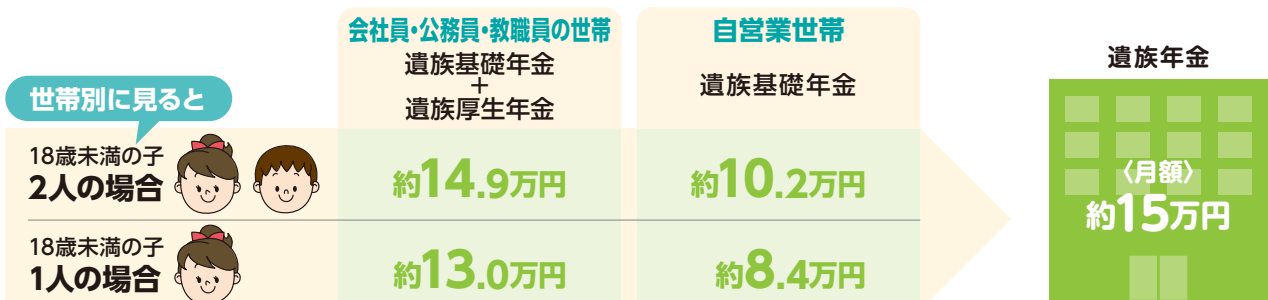 会社員・公務員・教職員の世帯
遺族基礎年金
+
遺族厚生年金
自営業世帯
遺族基礎年金
遺族年金
世帯別に見ると
18歳未満の子
2人の場合
約14.9万円
約10.2万円
〈月額〉
約15万円
18歳未満の子
1人の場合
約13.0万円
約8.4万円